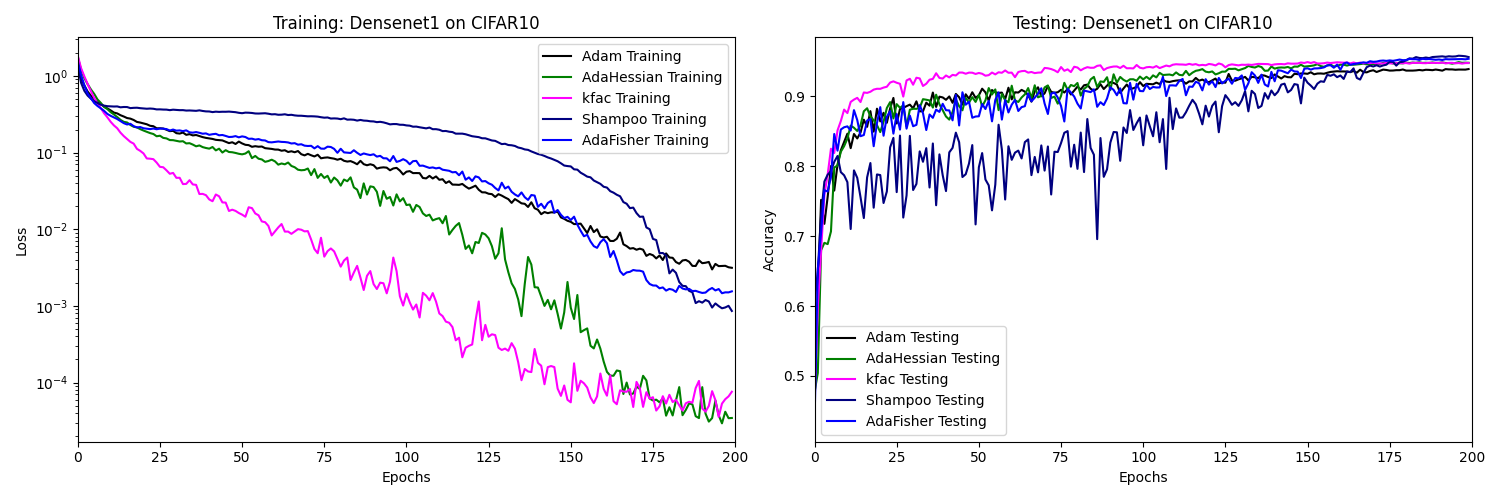 Training: Densenet1 on CIFAR10
Loss
10⁰
10⁻¹
10⁻²
10⁻³
10⁻⁴
Adam Training
AdaHessian Training
kfac Training
Shampoo Training
AdaFisher Training
0 25 50 75 100 125 150 175 200
Epochs
Testing: Densenet1 on CIFAR10
Accuracy
0.9
0.8
0.7
0.6
0.5
Adam Testing
AdaHessian Testing
kfac Testing
Shampoo Testing
AdaFisher Testing
0 25 50 75 100 125 150 175 200
Epochs